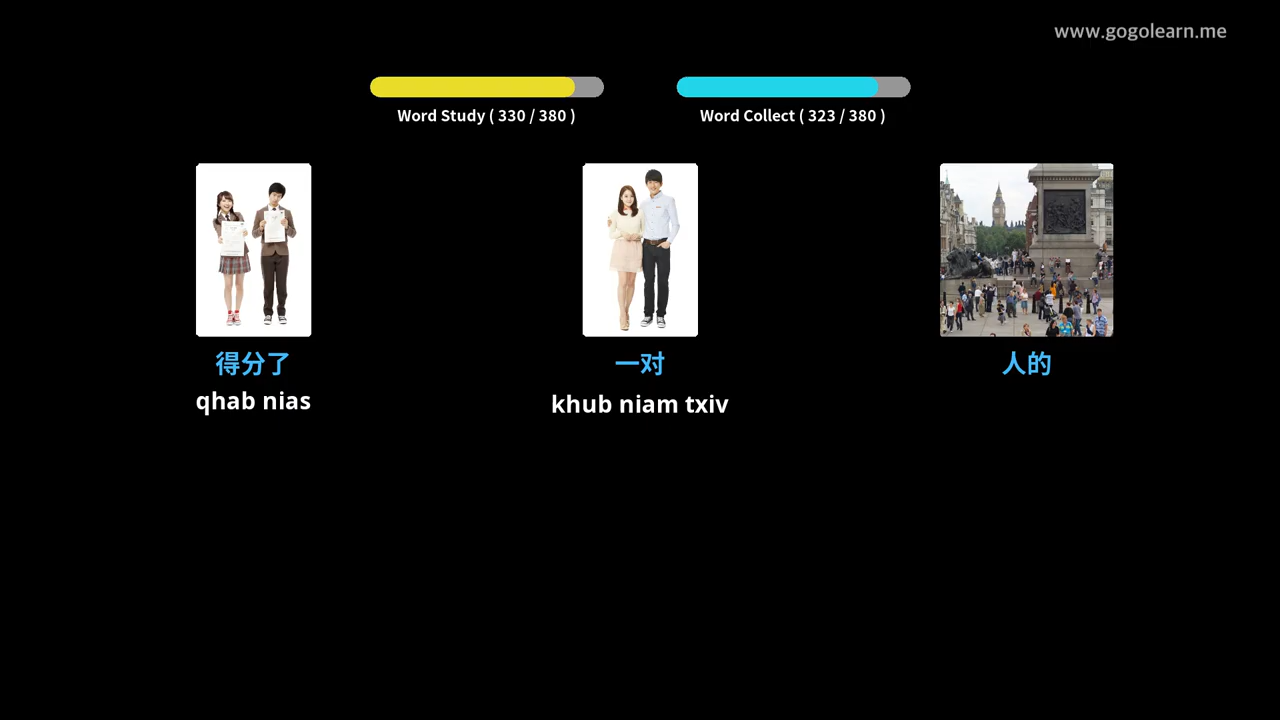 www.gogolearn.me
Word Study ( 330 / 380 )
Word Collect ( 323 / 380 )
得分了
qhab nias
一对
khub niam txiv
人的